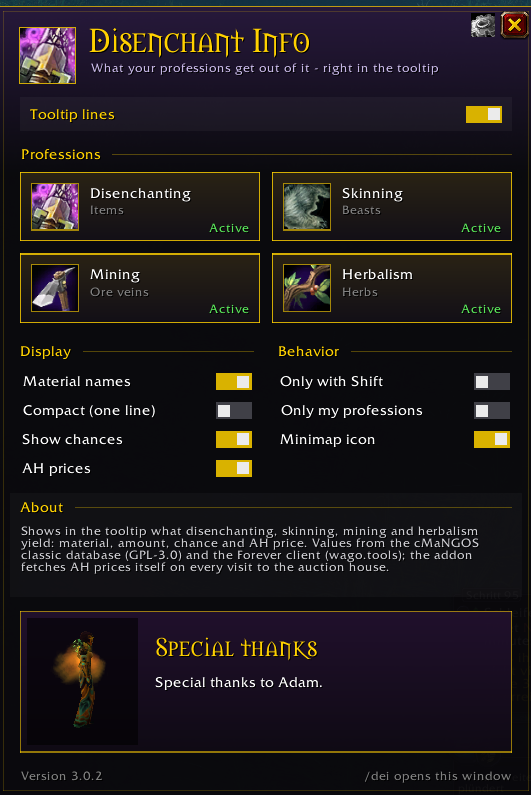 Disenchant Info
What your professions get out of it - right in the tooltip
Tooltip lines
Professions
Disenchanting
Items
Active
Skinning
Beasts
Active
Mining
Ore veins
Active
Herbalism
Herbs
Active
Display
Material names
Compact (one line)
Show chances
AH prices
Behavior
Only with Shift
Only my professions
Minimap icon
About
Shows in the tooltip what disenchanting, skinning, mining and herbalism
yield: material, amount, chance and AH price. Values from the cMaNGOS
classic database (GPL-3.0) and the Forever client (wago.tools); the addon
fetches AH prices itself on every visit to the auction house.
Special thanks
Special thanks to Adam.
Version 3.0.2
/dei opens this window